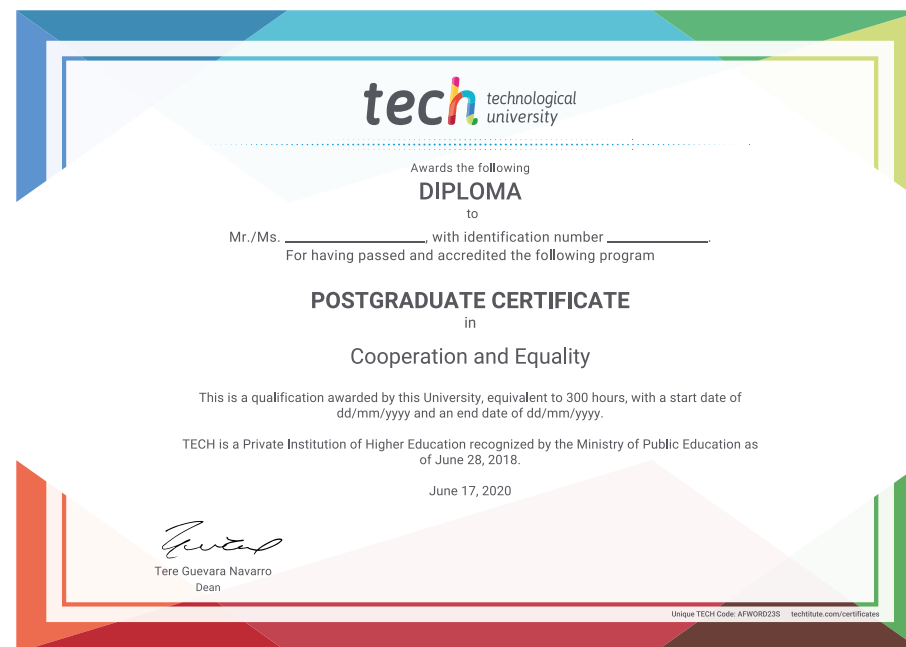 tech technological
university
Awards the following
DIPLOMA
to
Mr./Ms. ____________, with identification number _________.
For having passed and accredited the following program
POSTGRADUATE CERTIFICATE
in
Cooperation and Equality
This is a qualification awarded by this University, equivalent to 300 hours, with a start date of
dd/mm/yyyy and an end date of dd/mm/yyyy.
TECH is a Private Institution of Higher Education recognized by the Ministry of Public Education as
of June 28, 2018.
June 17, 2020
Tere Guevara Navarro
Dean
Unique TECH Code: AFWORD23S techtitute.com/certificates